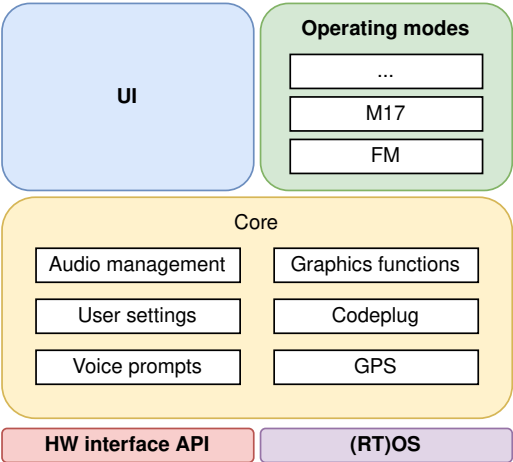 UI
Operating modes
...
M17
FM
Core
Audio management
Graphics functions
User settings
Codeplug
Voice prompts
GPS
HW interface API
(RT)OS